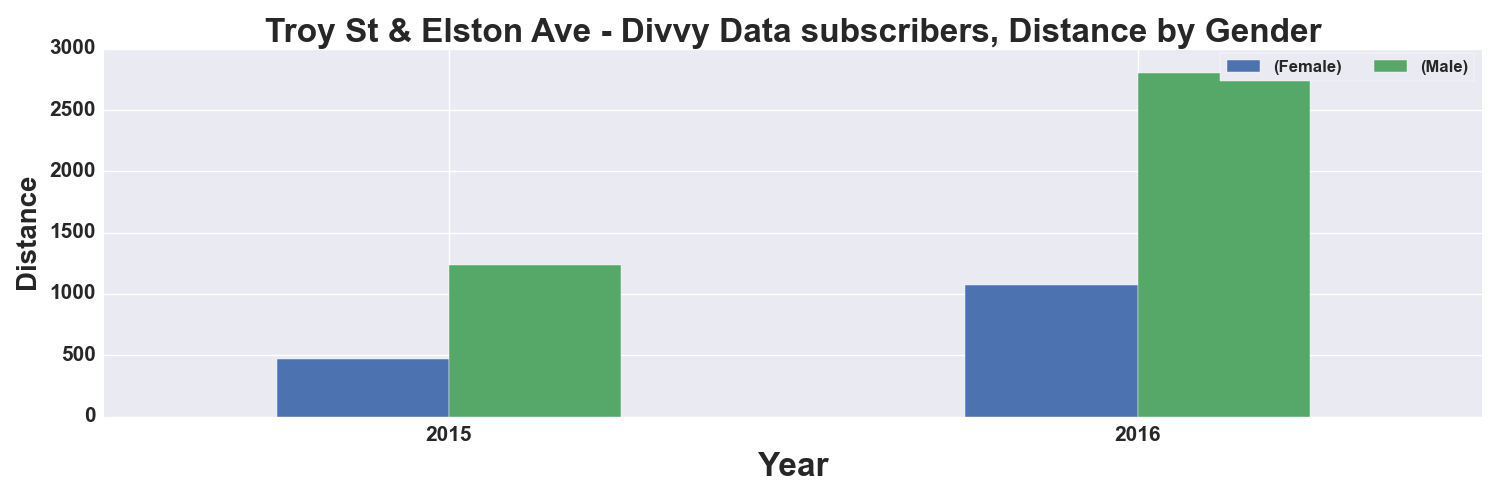 Troy St & Elston Ave - Divvy Data subscribers, Distance by Gender
(Female) (Male)
Distance
3000
2500
2000
1500
1000
500
0
2015 2016
Year